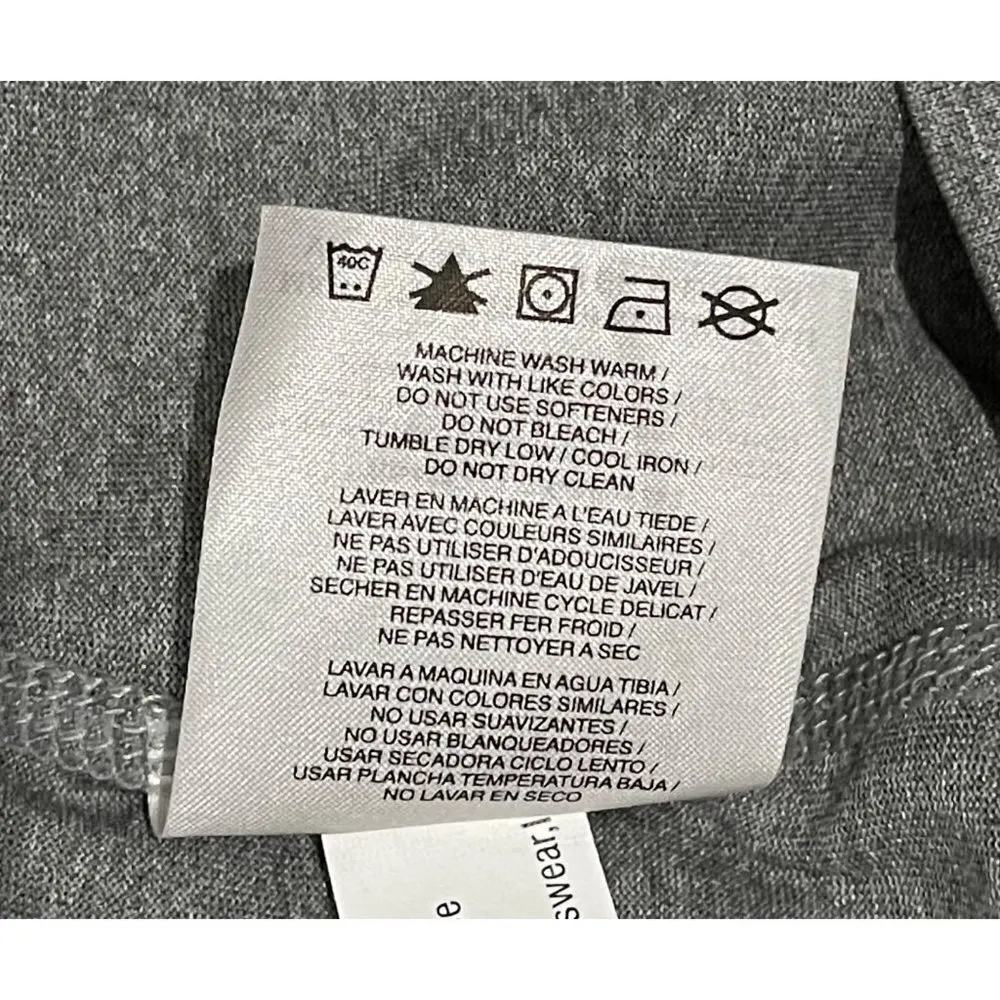 40C
MACHINE WASH WARM /
WASH WITH LIKE COLORS /
DO NOT USE SOFTENERS /
DO NOT BLEACH /
TUMBLE DRY LOW / COOL IRON /
DO NOT DRY CLEAN
LAVER EN MACHINE A L'EAU TIEDE /
LAVER AVEC COULEURS SIMILAIRES /
NE PAS UTILISER D'ADOUCISSEUR /
NE PAS UTILISER D'EAU DE JAVEL /
SECHER EN MACHINE CYCLE DELICAT /
REPASSER FER FROID /
NE PAS NETTOYER A SEC
LAVAR A MAQUINA EN AGUA TIBIA /
LAVAR CON COLORES SIMILARES /
NO USAR SUAVIZANTES /
NO USAR BLANQUEADORES /
USAR SECADORA CICLO LENTO /
USAR PLANCHA TEMPERATURA BAJA /
NO LAVAR EN SECO
e
swear,